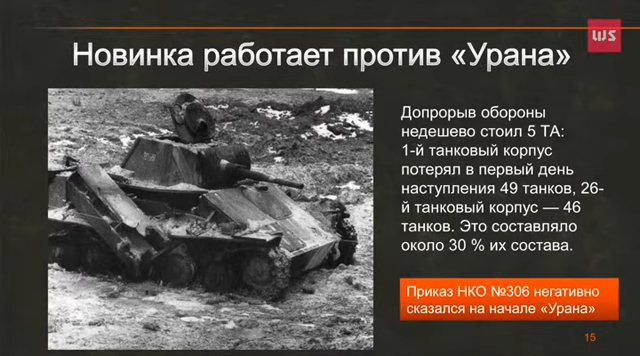 WS
Новинка работает против «Урана»
Допрорыв обороны
недешево стоил 5 ТА:
1-й танковый корпус
потерял в первый день
наступления 49 танков, 26-
й танковый корпус — 46
танков. Это составляло
около 30 % их состава.
Приказ НКО №306 негативно
сказался на начале «Урана»
15